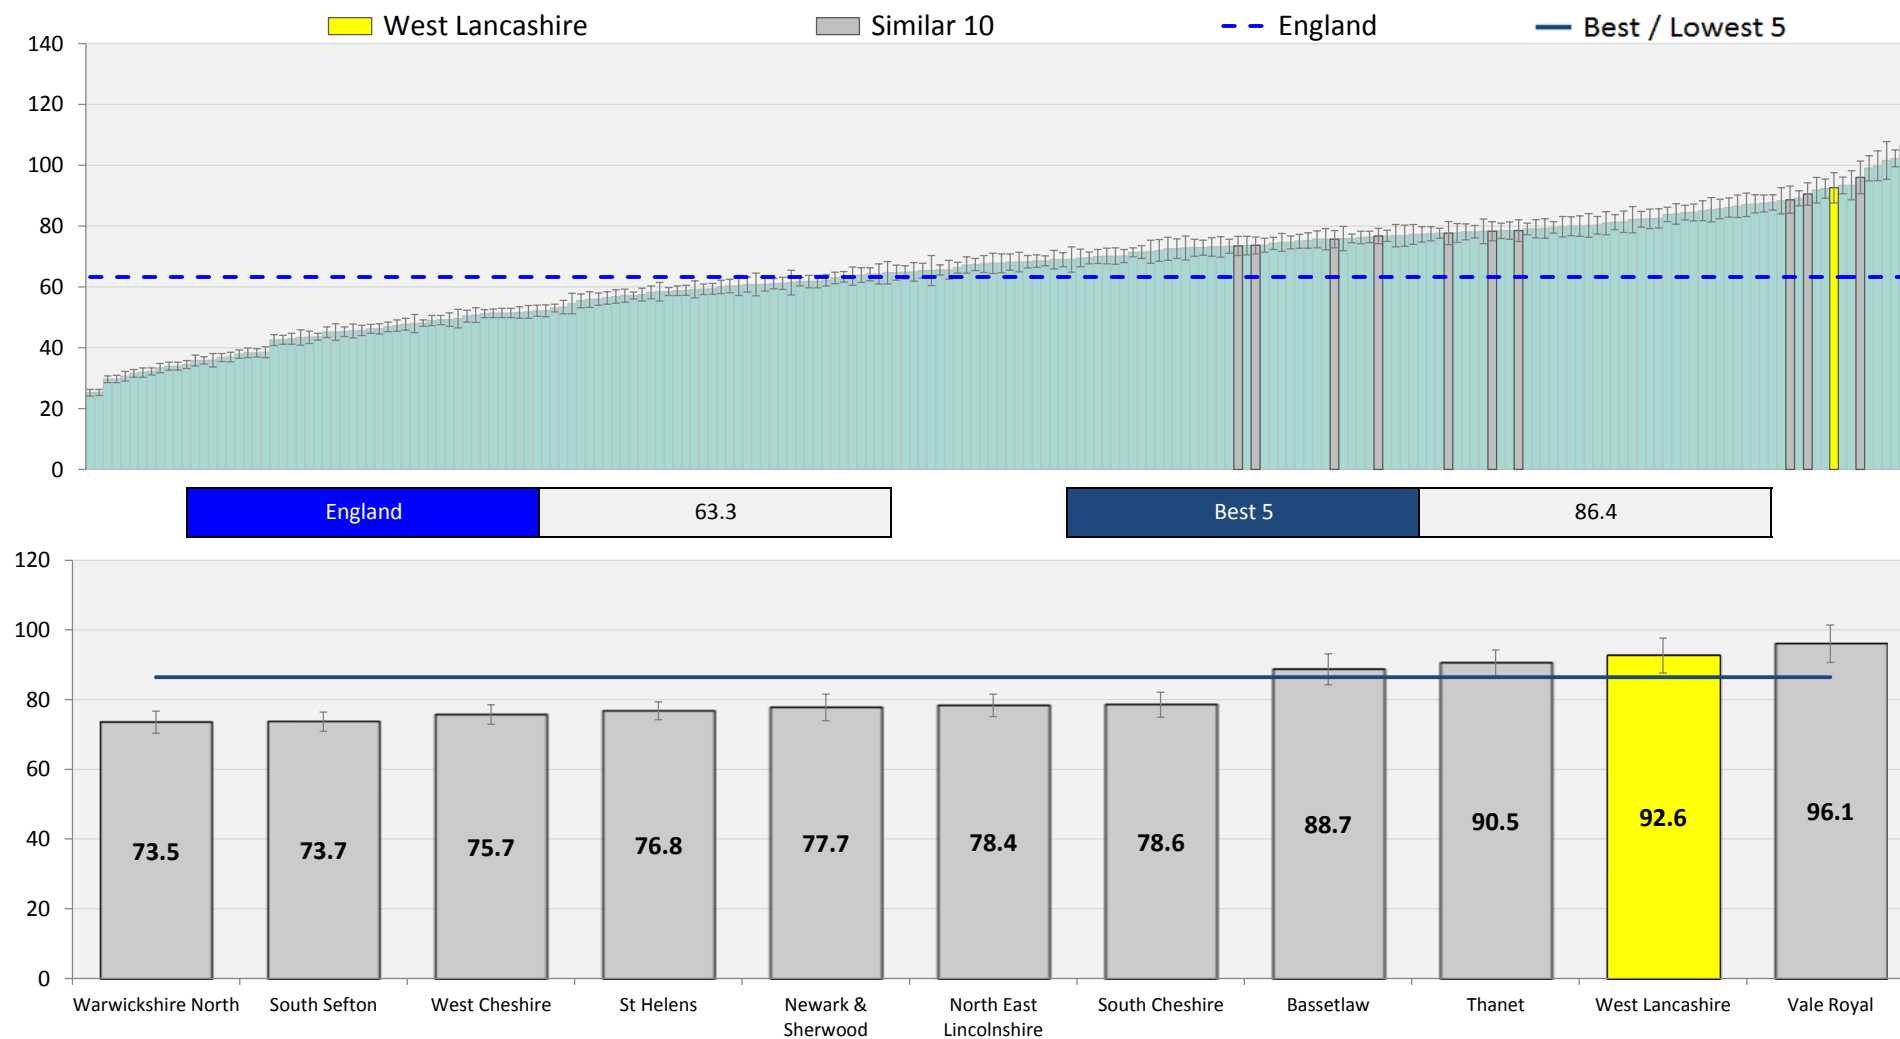 West Lancashire
Similar 10
England
Best / Lowest 5
140
120
100
80
60
40
20
0
England
63.3
Best 5
86.4
120
100
80
60
40
20
0
73.5
73.7
75.7
76.8
77.7
78.4
78.6
88.7
90.5
92.6
96.1
Warwickshire North
South Sefton
West Cheshire
St Helens
Newark &
Sherwood
North East
Lincolnshire
South Cheshire
Bassetlaw
Thanet
West Lancashire
Vale Royal